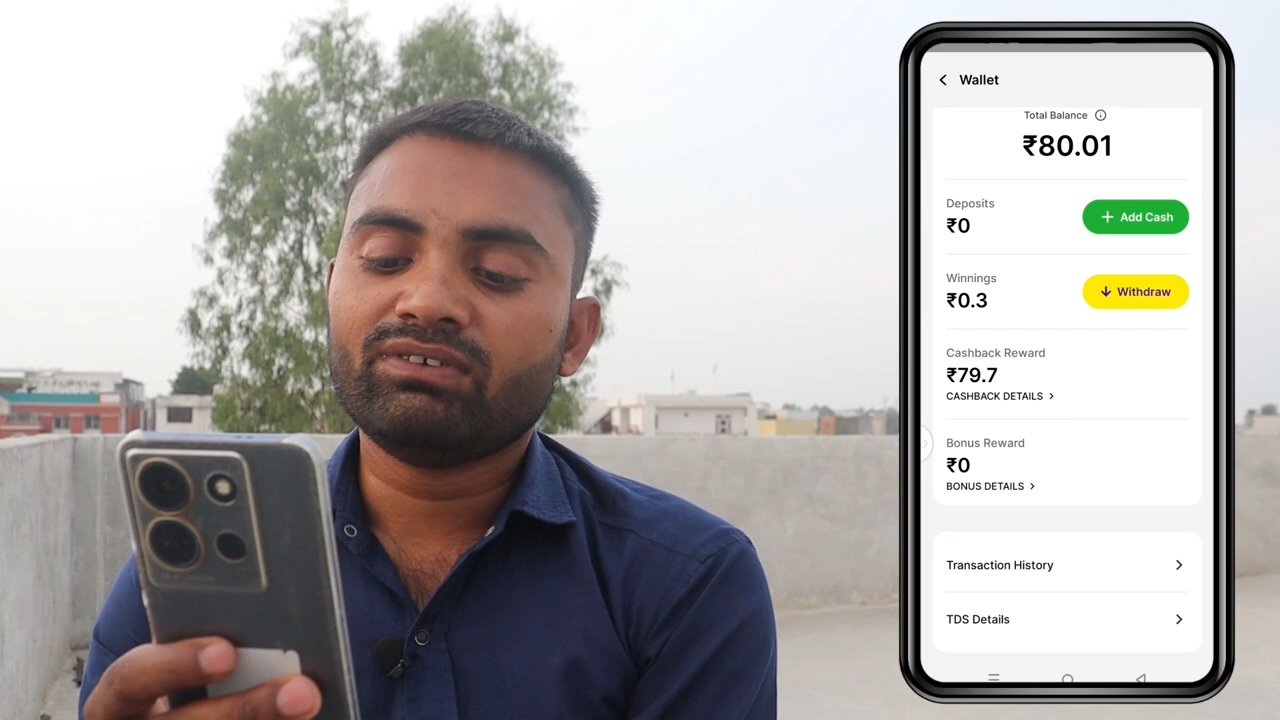 Wallet
Total Balance
₹80.01
Deposits
₹0
+ Add Cash
Winnings
₹0.3
Withdraw
Cashback Reward
₹79.7
CASHBACK DETAILS
Bonus Reward
₹0
BONUS DETAILS
Transaction History
TDS Details